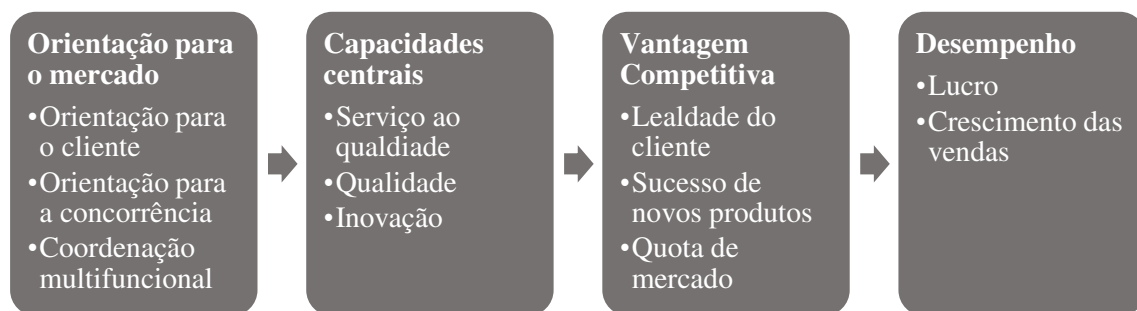 Orientação para
o mercado
•Orientação para
o cliente
•Orientação para
a concorrência
•Coordenação
multifuncional
Capacidades
centrais
•Serviço ao
qualdiade
•Qualidade
•Inovação
Vantagem
Competitiva
•Lealdade do
cliente
•Sucesso de
novos produtos
•Quota de
mercado
Desempenho
•Lucro
•Crescimento das
vendas